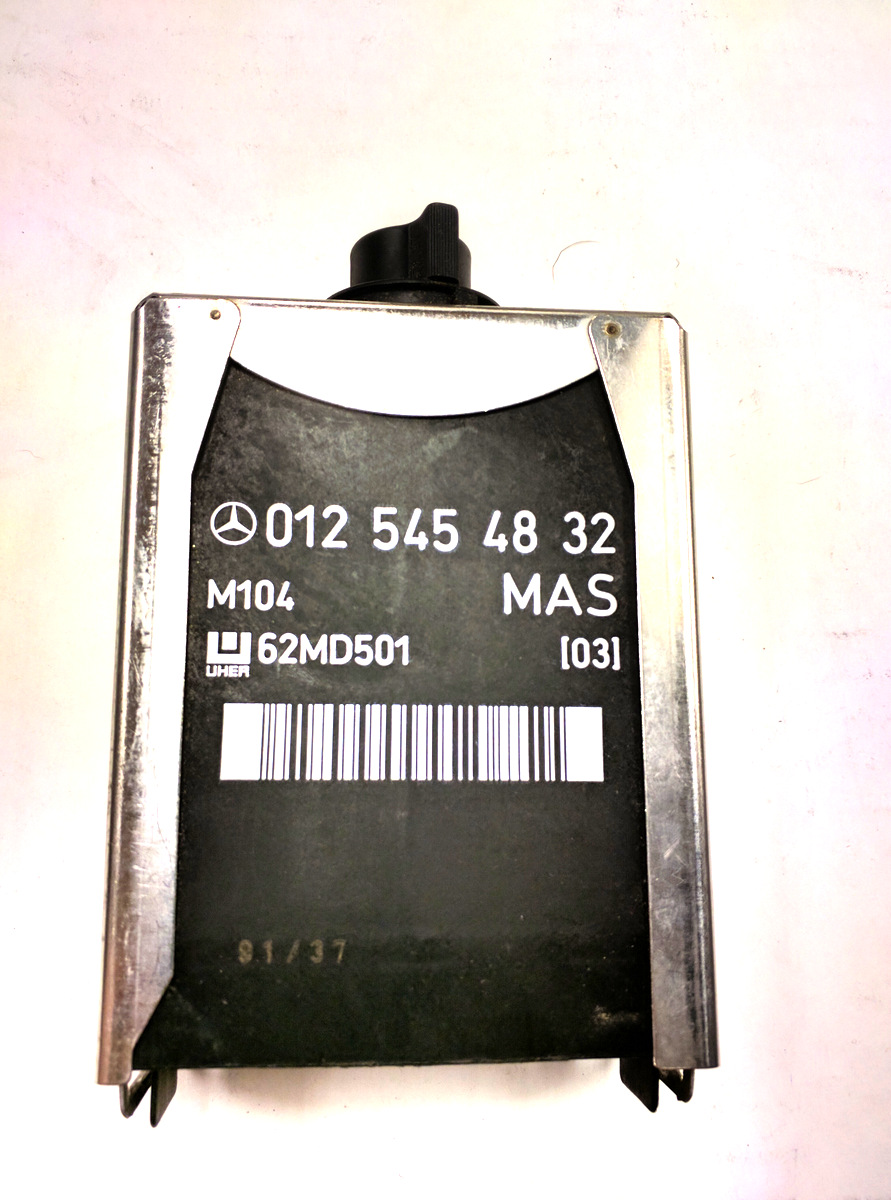 012 545 48 32
M104 MAS
UHER 62MD501 [03]
91/37